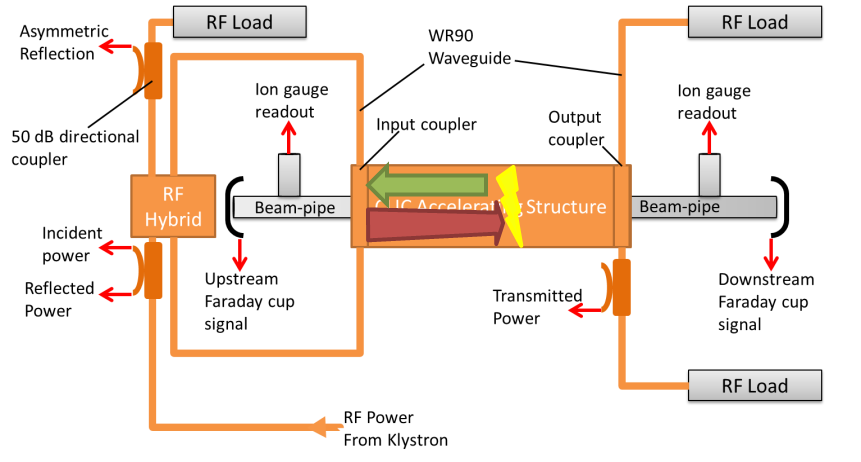 RF Load
RF Load
Asymmetric
Reflection
WR90
Waveguide
Ion gauge
readout
Ion gauge
readout
50 dB directional
coupler
Input coupler
Output
coupler
RF
Hybrid
Beam-pipe
Accelerating Structure
Beam-pipe
Incident
power
Reflected
Power
Upstream
Faraday cup
signal
Transmitted
Power
Downstream
Faraday cup
signal
RF Load
RF Power
From Klystron